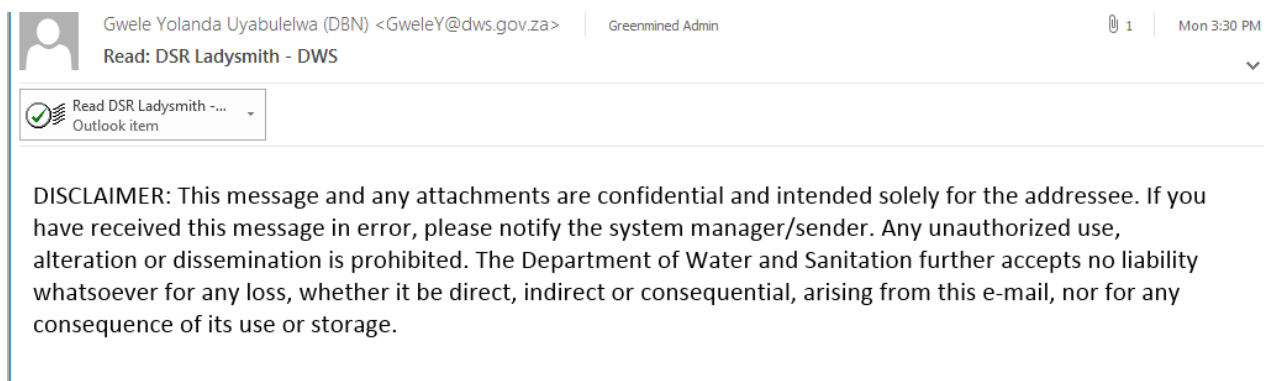 Gwele Yolanda Uyabulelwa (DBN) <GweleY@dws.gov.za> Greenmined Admin 1 Mon 3:30 PM
Read: DSR Ladysmith - DWS
Read DSR Ladysmith -...
Outlook item
DISCLAIMER: This message and any attachments are confidential and intended solely for the addressee. If you
have received this message in error, please notify the system manager/sender. Any unauthorized use,
alteration or dissemination is prohibited. The Department of Water and Sanitation further accepts no liability
whatsoever for any loss, whether it be direct, indirect or consequential, arising from this e-mail, nor for any
consequence of its use or storage.